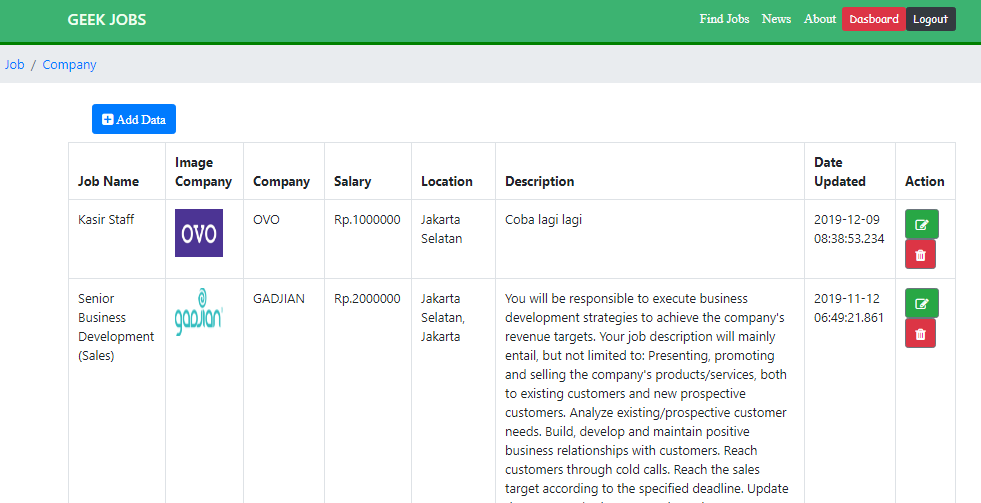 GEEK JOBS
Find Jobs News About Dasboard Logout
Job / Company
Add Data
Job Name
Image Company
Company
Salary
Location
Description
Date Updated
Action
Kasir Staff
OVO
OVO
Rp.1000000
Jakarta
Selatan
Coba lagi lagi
2019-12-09
08:38:53.234
Senior
Business
Development
(Sales)
gadjian
GADJIAN
Rp.2000000
Jakarta
Selatan,
Jakarta
You will be responsible to execute business
development strategies to achieve the company's
revenue targets. Your job description will mainly
entail, but not limited to: Presenting, promoting
and selling the company's products/services, both
to existing customers and new prospective
customers. Analyze existing/prospective customer
needs. Build, develop and maintain positive
business relationships with customers. Reach
customers through cold calls. Reach the sales
target according to the specified deadline. Update
2019-11-12
06:49:21.861